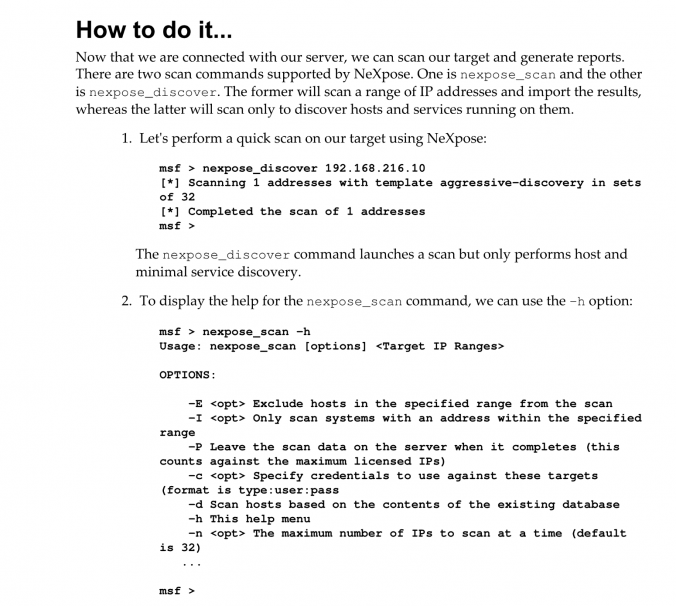 How to do it...
Now that we are connected with our server, we can scan our target and generate reports.
There are two scan commands supported by NeXpose. One is nexpose_scan and the other
is nexpose_discover. The former will scan a range of IP addresses and import the results,
whereas the latter will scan only to discover hosts and services running on them.
1. Let's perform a quick scan on our target using NeXpose:
msf > nexpose_discover 192.168.216.10
[*] Scanning 1 addresses with template aggressive-discovery in sets
of 32
[*] Completed the scan of 1 addresses
msf >
The nexpose_discover command launches a scan but only performs host and
minimal service discovery.
2. To display the help for the nexpose_scan command, we can use the -h option:
msf > nexpose_scan -h
Usage: nexpose_scan [options] <Target IP Ranges>
OPTIONS:
-E <opt> Exclude hosts in the specified range from the scan
-I <opt> Only scan systems with an address within the specified
range
-P Leave the scan data on the server when it completes (this
counts against the maximum licensed IPs)
-c <opt> Specify credentials to use against these targets
(format is type:user:pass
-d Scan hosts based on the contents of the existing database
-h This help menu
-n <opt> The maximum number of IPs to scan at a time (default
is 32)
...
msf >